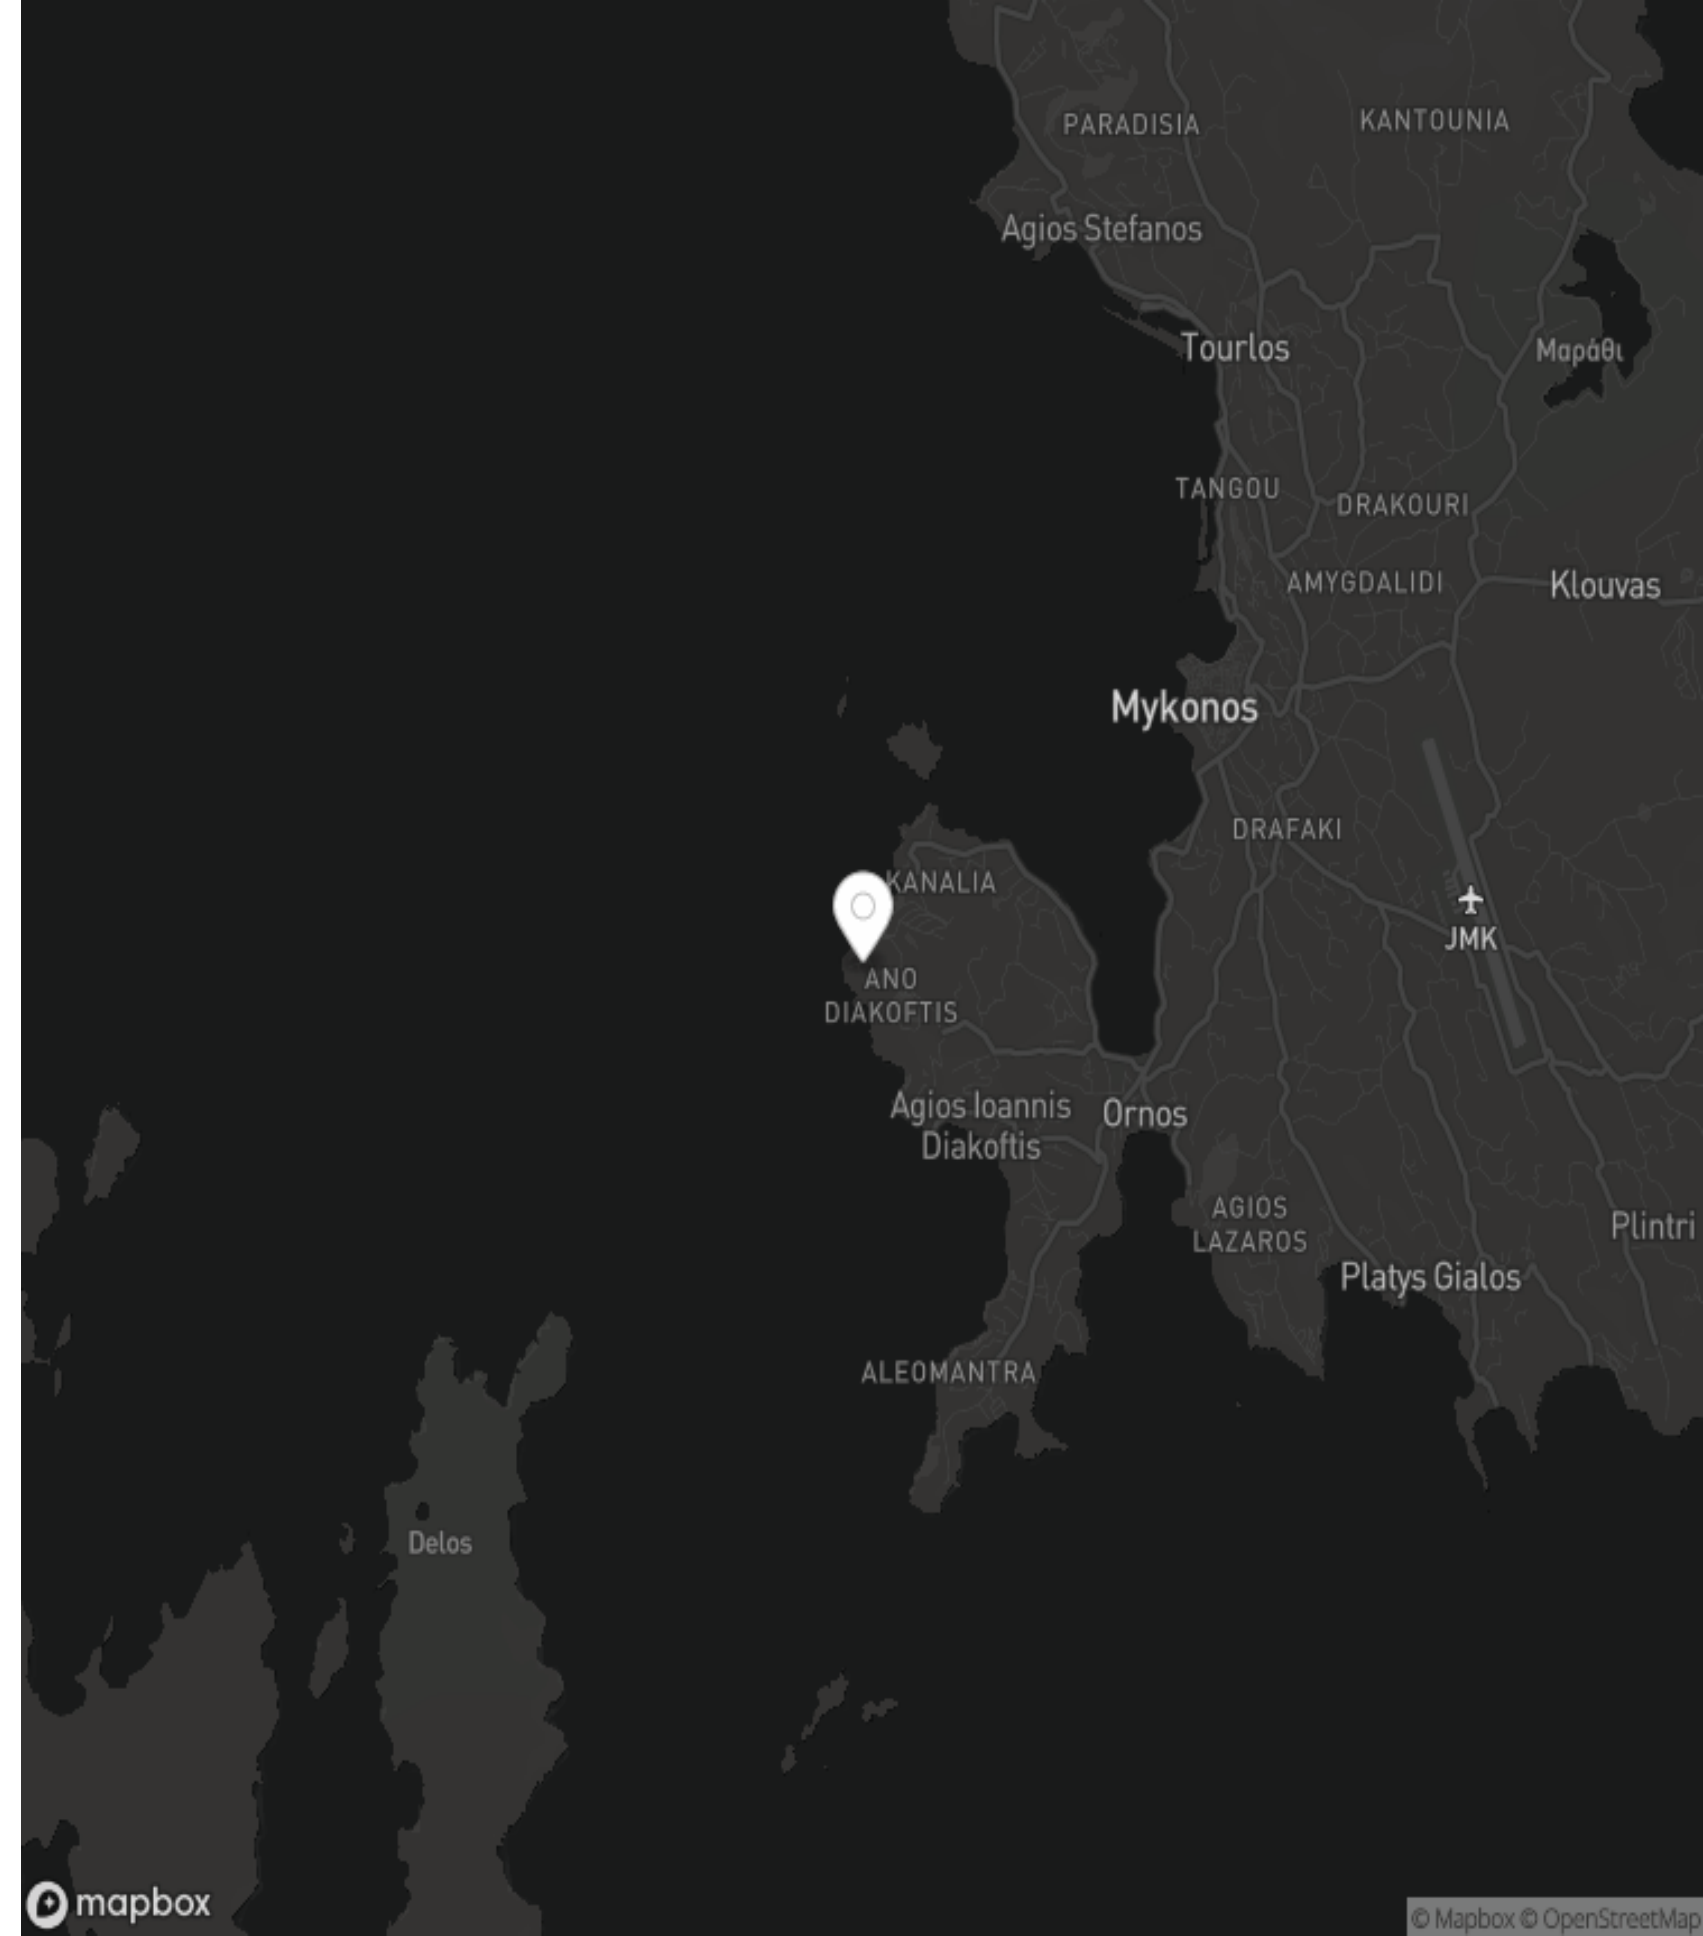 PARADISIA
KANTOUNIA
Agios Stefanos
Tourlos
Μαράθι
TANGOU
DRAKOURI
AMYGDALIDI
Klouvas
Mykonos
DRAFAKI
KANALIA
JMK
ANO
DIAKOFTIS
Agios Ioannis
Diakoftis
Ornos
AGIOS
LAZAROS
Plintri
Platys Gialos
ALEOMANTRA
Delos
mapbox
© Mapbox © OpenStreetMap